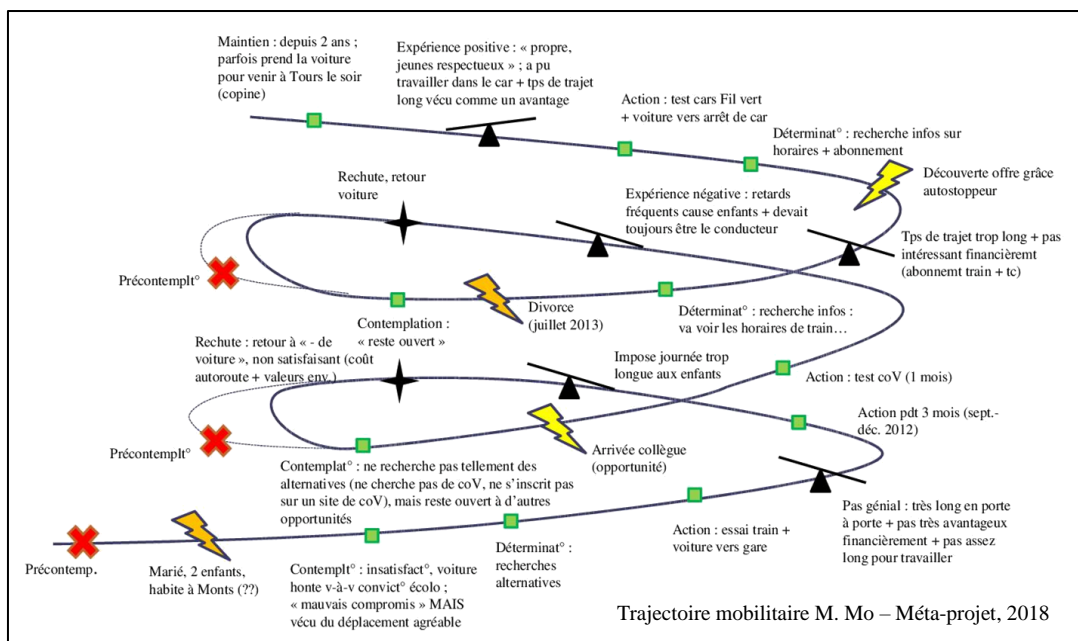 Maintien : depuis 2 ans ;
parfois prend la voiture
pour venir à Tours le soir
(copine)
Expérience positive : « propre,
jeunes respectueux » ; a pu
travailler dans le car + tps de trajet
long vécu comme un avantage
Action : test cars Fil vert
+ voiture vers arrêt de car
Déterminat° : recherche infos sur
horaires + abonnement
Découverte offre grâce
autostoppeur
Rechute, retour
voiture
Expérience négative : retards
fréquents cause enfants + devait
toujours être le conducteur
Tps de trajet trop long + pas
intéressant financièremt
(abonnemt train + tc)
Précontemplt°
Contemplation :
« reste ouvert »
Divorce
(juillet 2013)
Déterminat° : recherche infos :
va voir les horaires de train…
Rechute : retour à « - de
voiture », non satisfaisant (coût
autoroute + valeurs env.)
Impose journée trop
longue aux enfants
Action : test coV (1 mois)
Action pdt 3 mois (sept.-
déc. 2012)
Précontemplt°
Arrivée collègue
(opportunité)
Contemplat° : ne recherche pas tellement des
alternatives (ne cherche pas de coV, ne s'inscrit pas
sur un site de coV), mais reste ouvert à d'autres
opportunités
Pas génial : très long en porte
à porte + pas très avantageux
financièrement + pas assez
long pour travailler
Action : essai train +
voiture vers gare
Déterminat° :
recherches
alternatives
Précontemp.
Marié, 2 enfants,
habite à Monts (??)
Contemplt° : insatisfact°, voiture
honte v-à-v convict° écolo ;
« mauvais compromis » MAIS
vécu du déplacement agréable
Trajectoire mobilitaire M. Mo – Méta-projet, 2018